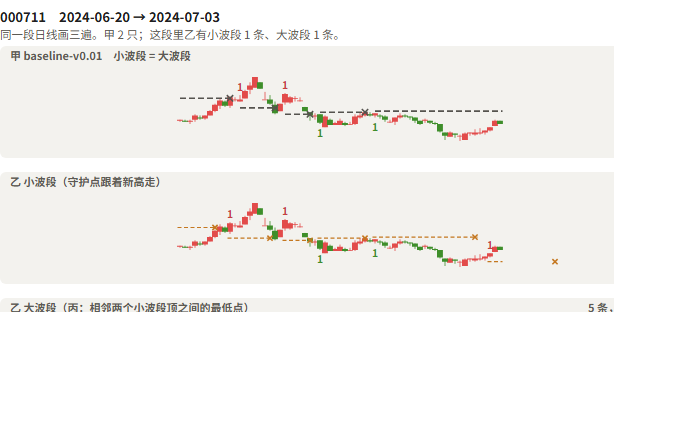 000711 2024-06-20 → 2024-07-03
同一段日线画三遍。甲 2 只；这段里乙有小波段 1 条、大波段 1 条。
甲 baseline-v0.01 小波段 = 大波段
1 1
1 1
乙 小波段（守护点跟着新高走）
1 1
1 1 1
乙 大波段（丙：相邻两个小波段顶之间的最低点） 5 条，